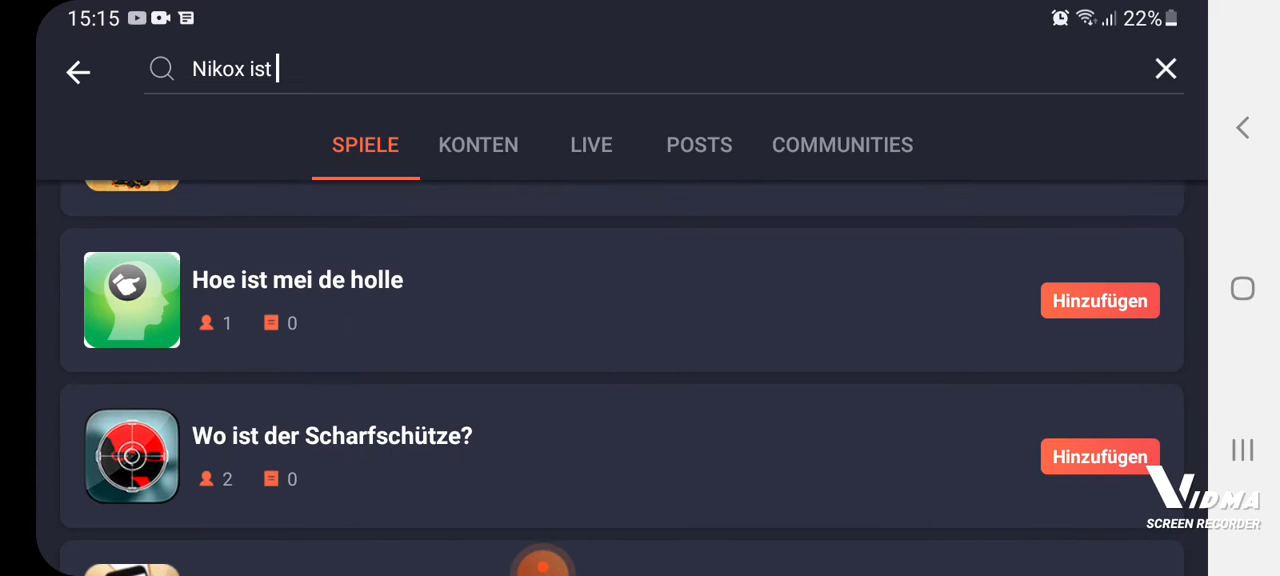 15:15 22%
Nikox ist
SPIELE KONTEN LIVE POSTS COMMUNITIES
Hoe ist mei de holle
1 0
Hinzufügen
Wo ist der Scharfschütze?
2 0
Hinzufügen
VIDMA
SCREEN RECORDER